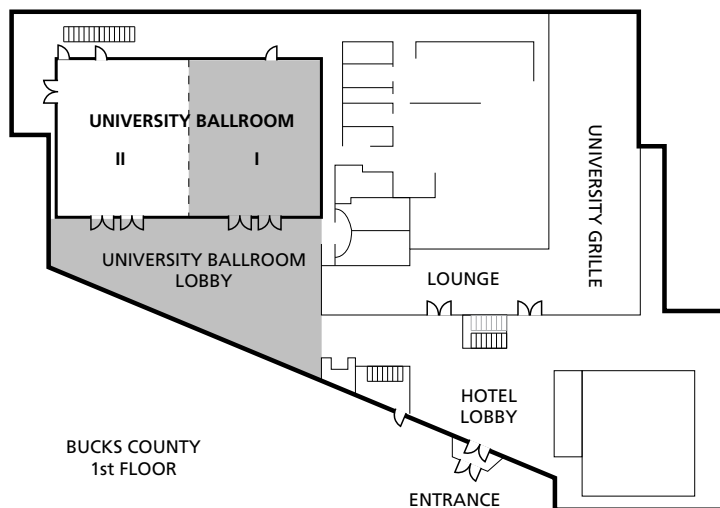 UNIVERSITY BALLROOM
II
I
UNIVERSITY GRILLE
UNIVERSITY BALLROOM
LOBBY
LOUNGE
HOTEL
LOBBY
BUCKS COUNTY
1st FLOOR
ENTRANCE